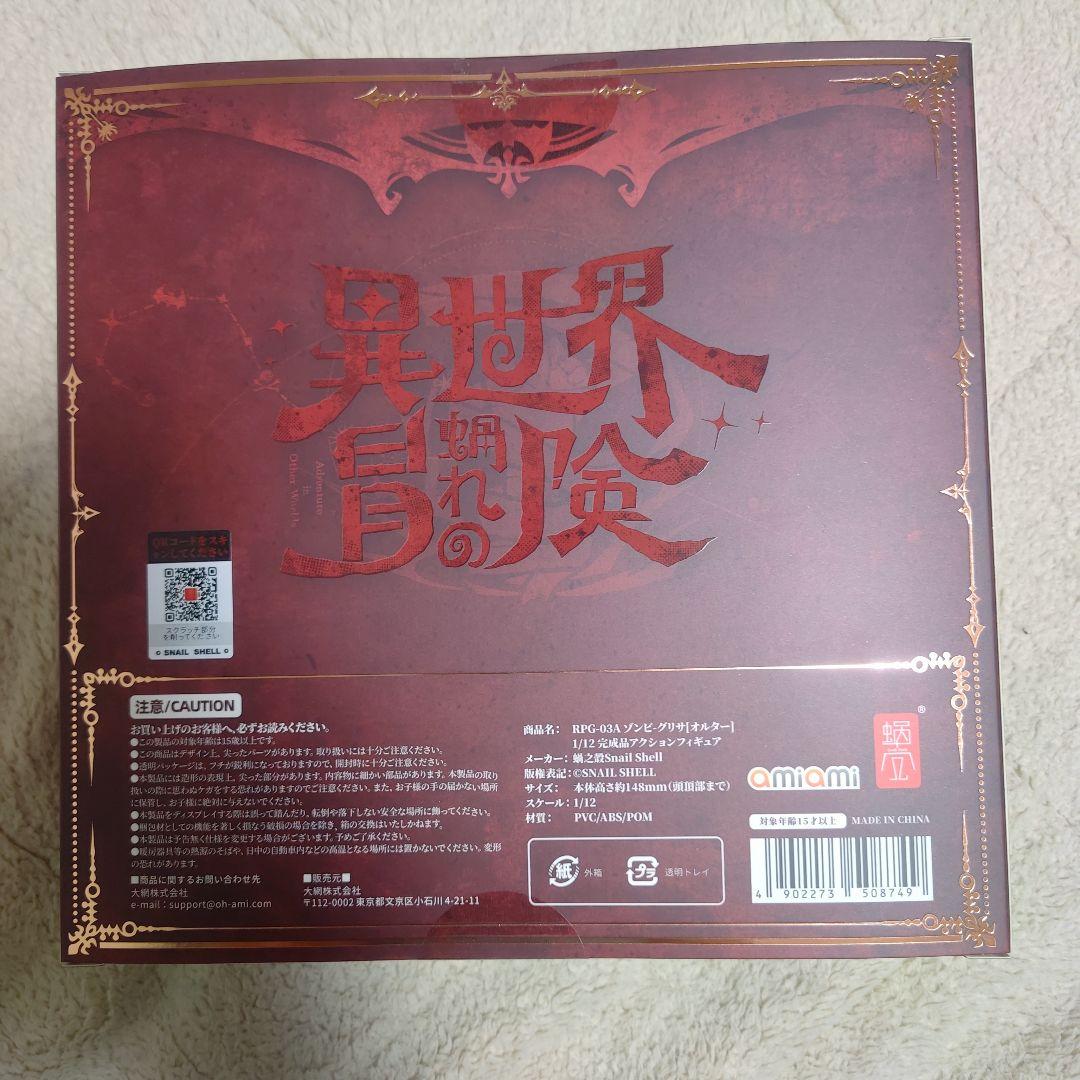 異世界
蝸れの
冒険
Adventure
in
Other Worlds
QRコードをスキ
ャンしてください
スクラッチ部分
を削ってください
SNAIL SHELL
注意/CAUTION
お買い上げのお客様へ、必ずお読みください。
●この製品の対象年齢は15歳以上です。
●この商品はデザイン上、尖ったパーツがあります。取り扱いには十分ご注意ください。
●透明パッケージは、フチが鋭利になっておりますので、開封時に十分ご注意ください。
●本製品には造形の表現上、尖った部分があります。内容物に細かい部品があります。本製品の取り
扱いの際に思わぬケガをする恐れがありますのでご注意ください。また、お子様の手の届かない場所
に保管し、お子様に絶対に与えないでください。
●本製品をディスプレイする際は誤って踏んだり、転倒や落下しない安全な場所に飾ってください。
●梱包材としての機能を著しく損なう破損の場合を除き、箱の交換はいたしかねます。
●本製品は予告無く仕様を変更する場合がございます。予めご了承ください。
●暖房器具等の熱源のそばや、日中の自動車内などの高温となる場所には置かないでください。変形
の恐れがあります。
■商品に関するお問い合わせ先
大網株式会社
e-mail：support@oh-ami.com
■販売元■
大網株式会社
〒112-0002 東京都文京区小石川 4-21-11
商品名： RPG-03A ゾンビ-グリサ[オルター]
1/12 完成品アクションフィギュア
メーカー：蝸之殻Snail Shell
版権表記：©SNAIL SHELL
サイズ： 本体高さ約148mm(頭頂部まで)
スケール：1/12
材質： PVC/ABS/POM
紙 外箱
プラ 透明トレイ
amiami
®
対象年齢15才以上
MADE IN CHINA
4 902273 508749